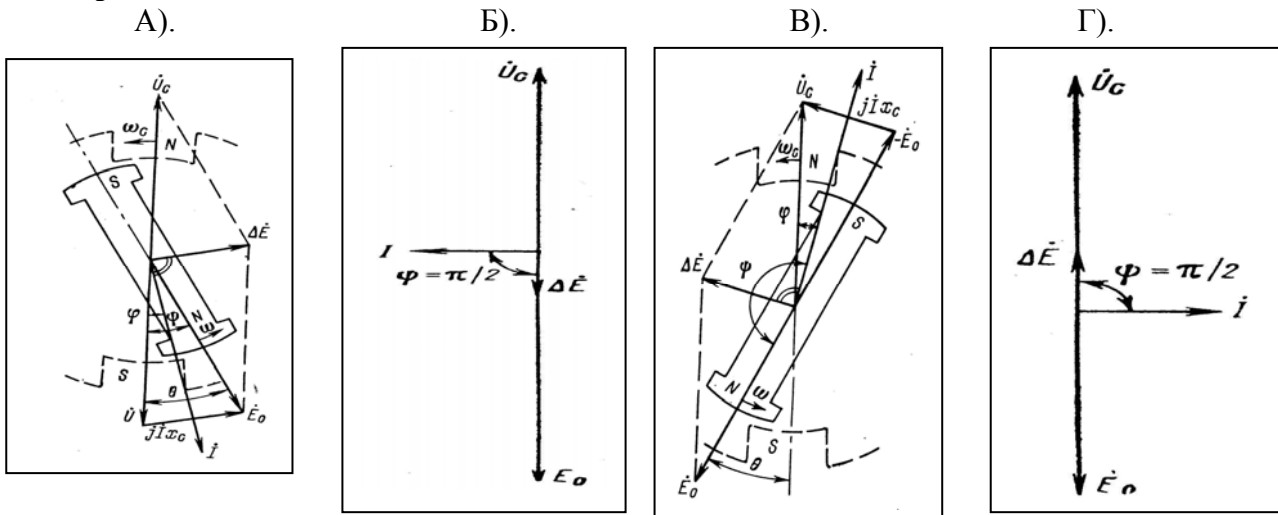 А).
Б).
В).
Г).
U̇c
ωc
N
S
ΔĖ
φ
ψ
N
ω
S
θ
U̇
jİxc
Ė₀
İ
U̇c
I
φ = π/2
ΔĖ
E₀
U̇c
İ
jİxc
-Ė₀
ωc
N
φ
S
ΔĖ
ψ
N
ω
S
θ
Ė₀
U̇c
ΔĖ
φ = π/2
İ
Ė₀